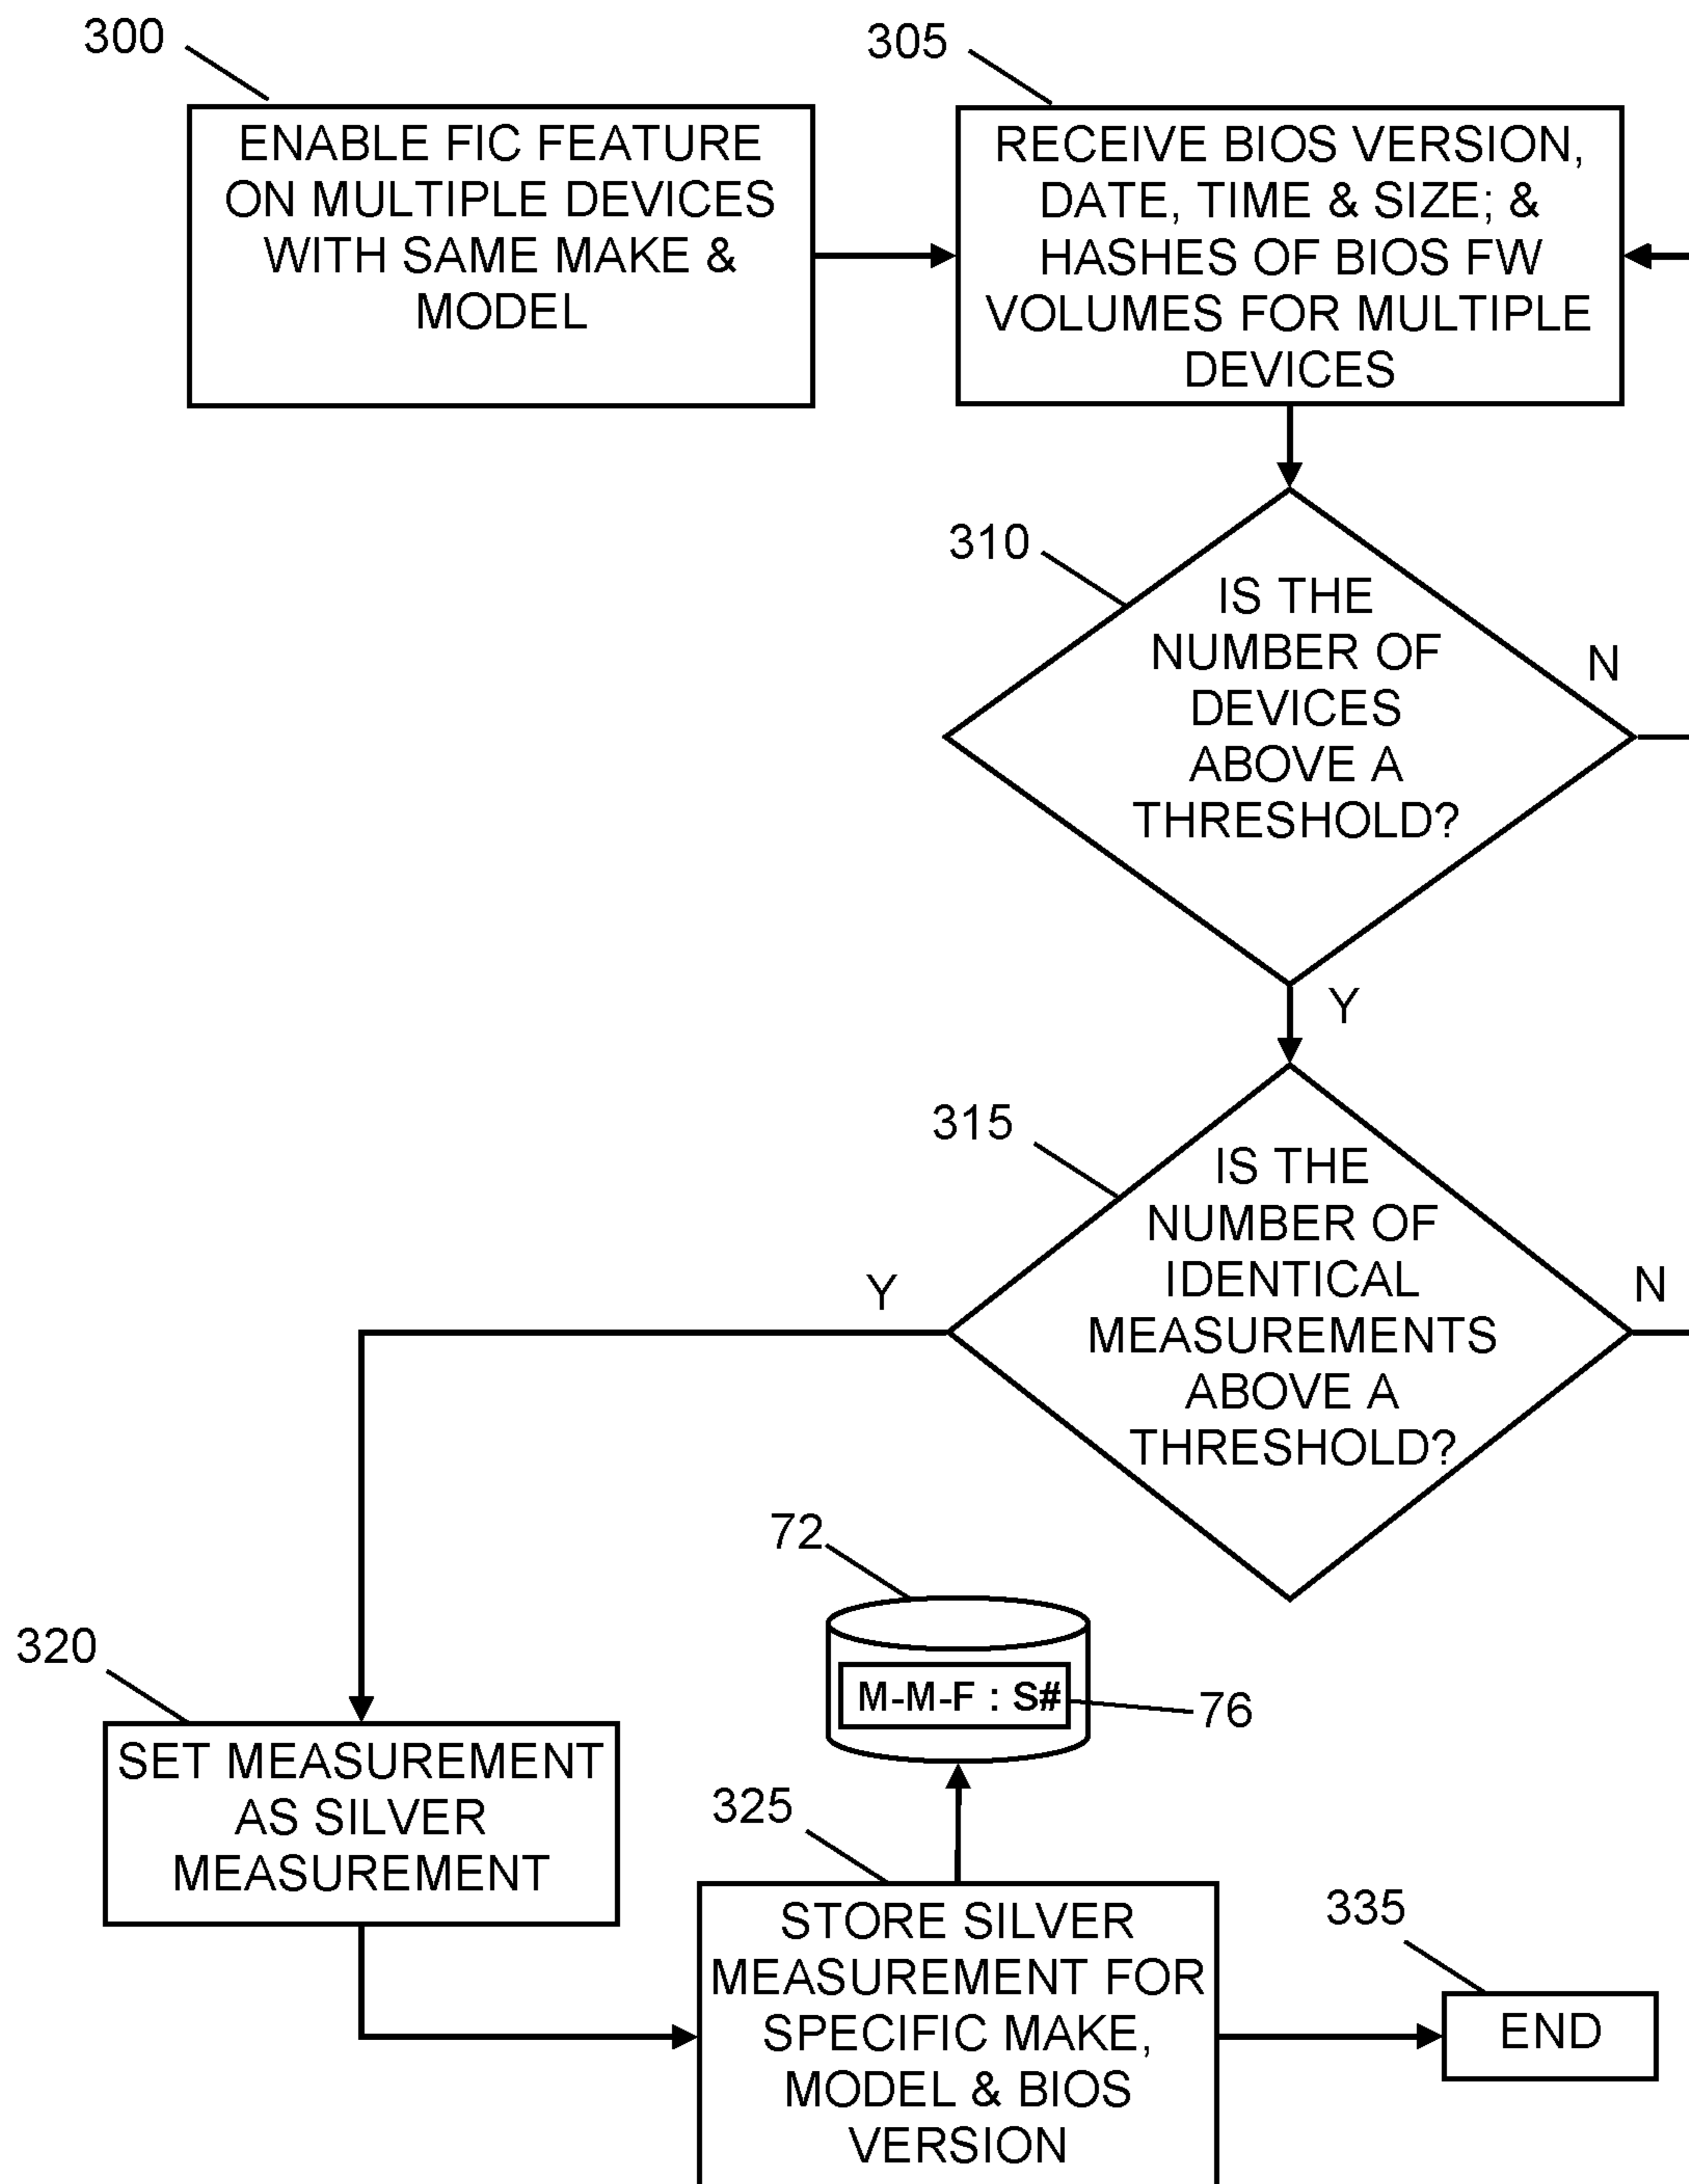 300
ENABLE FIC FEATURE
ON MULTIPLE DEVICES
WITH SAME MAKE &
MODEL
305
RECEIVE BIOS VERSION,
DATE, TIME & SIZE; &
HASHES OF BIOS FW
VOLUMES FOR MULTIPLE
DEVICES
310
IS THE
NUMBER OF
DEVICES
ABOVE A
THRESHOLD?
N
Y
315
IS THE
NUMBER OF
IDENTICAL
MEASUREMENTS
ABOVE A
THRESHOLD?
Y
N
72
M-M-F : S#
76
320
SET MEASUREMENT
AS SILVER
MEASUREMENT
325
STORE SILVER
MEASUREMENT FOR
SPECIFIC MAKE,
MODEL & BIOS
VERSION
335
END